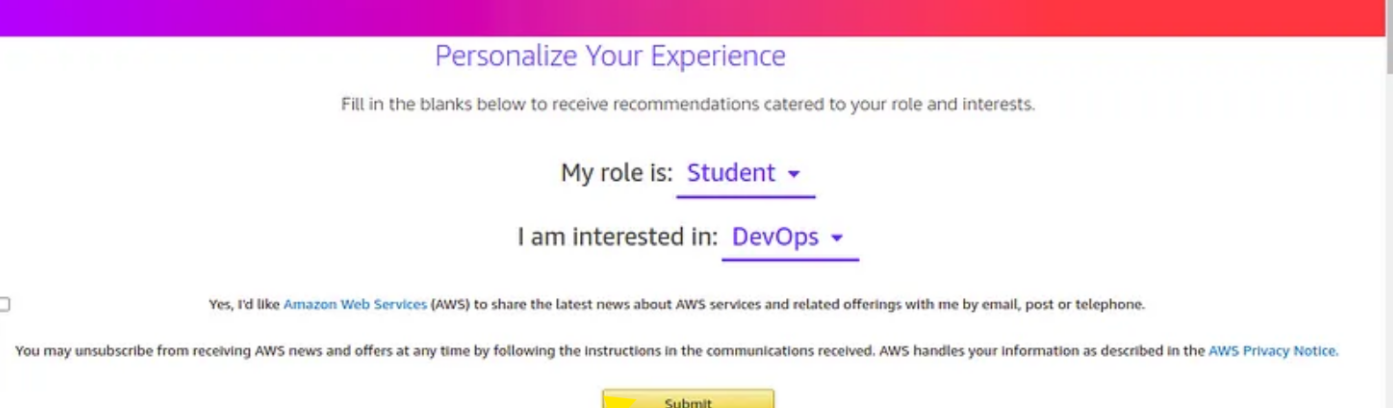 Personalize Your Experience
Fill in the blanks below to receive recommendations catered to your role and interests.
My role is: Student
I am interested in: DevOps
Yes, I'd like Amazon Web Services (AWS) to share the latest news about AWS services and related offerings with me by email, post or telephone.
You may unsubscribe from receiving AWS news and offers at any time by following the instructions in the communications received. AWS handles your information as described in the AWS Privacy Notice.
Submit